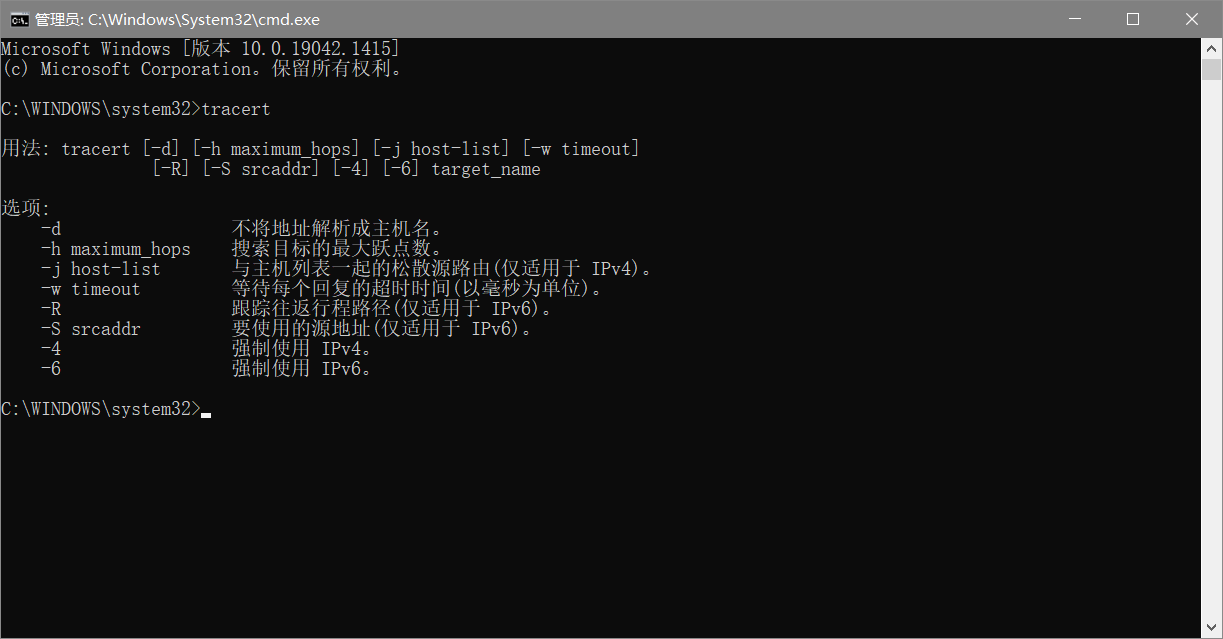 管理员: C:\Windows\System32\cmd.exe
Microsoft Windows [版本 10.0.19042.1415]
(c) Microsoft Corporation。保留所有权利。
C:\WINDOWS\system32>tracert
用法: tracert [-d] [-h maximum_hops] [-j host-list] [-w timeout]
[-R] [-S srcaddr] [-4] [-6] target_name
选项:
-d 不将地址解析成主机名。
-h maximum_hops 搜索目标的最大跃点数。
-j host-list 与主机列表一起的松散源路由(仅适用于 IPv4)。
-w timeout 等待每个回复的超时时间(以毫秒为单位)。
-R 跟踪往返行程路径(仅适用于 IPv6)。
-S srcaddr 要使用的源地址(仅适用于 IPv6)。
-4 强制使用 IPv4。
-6 强制使用 IPv6。
C:\WINDOWS\system32>